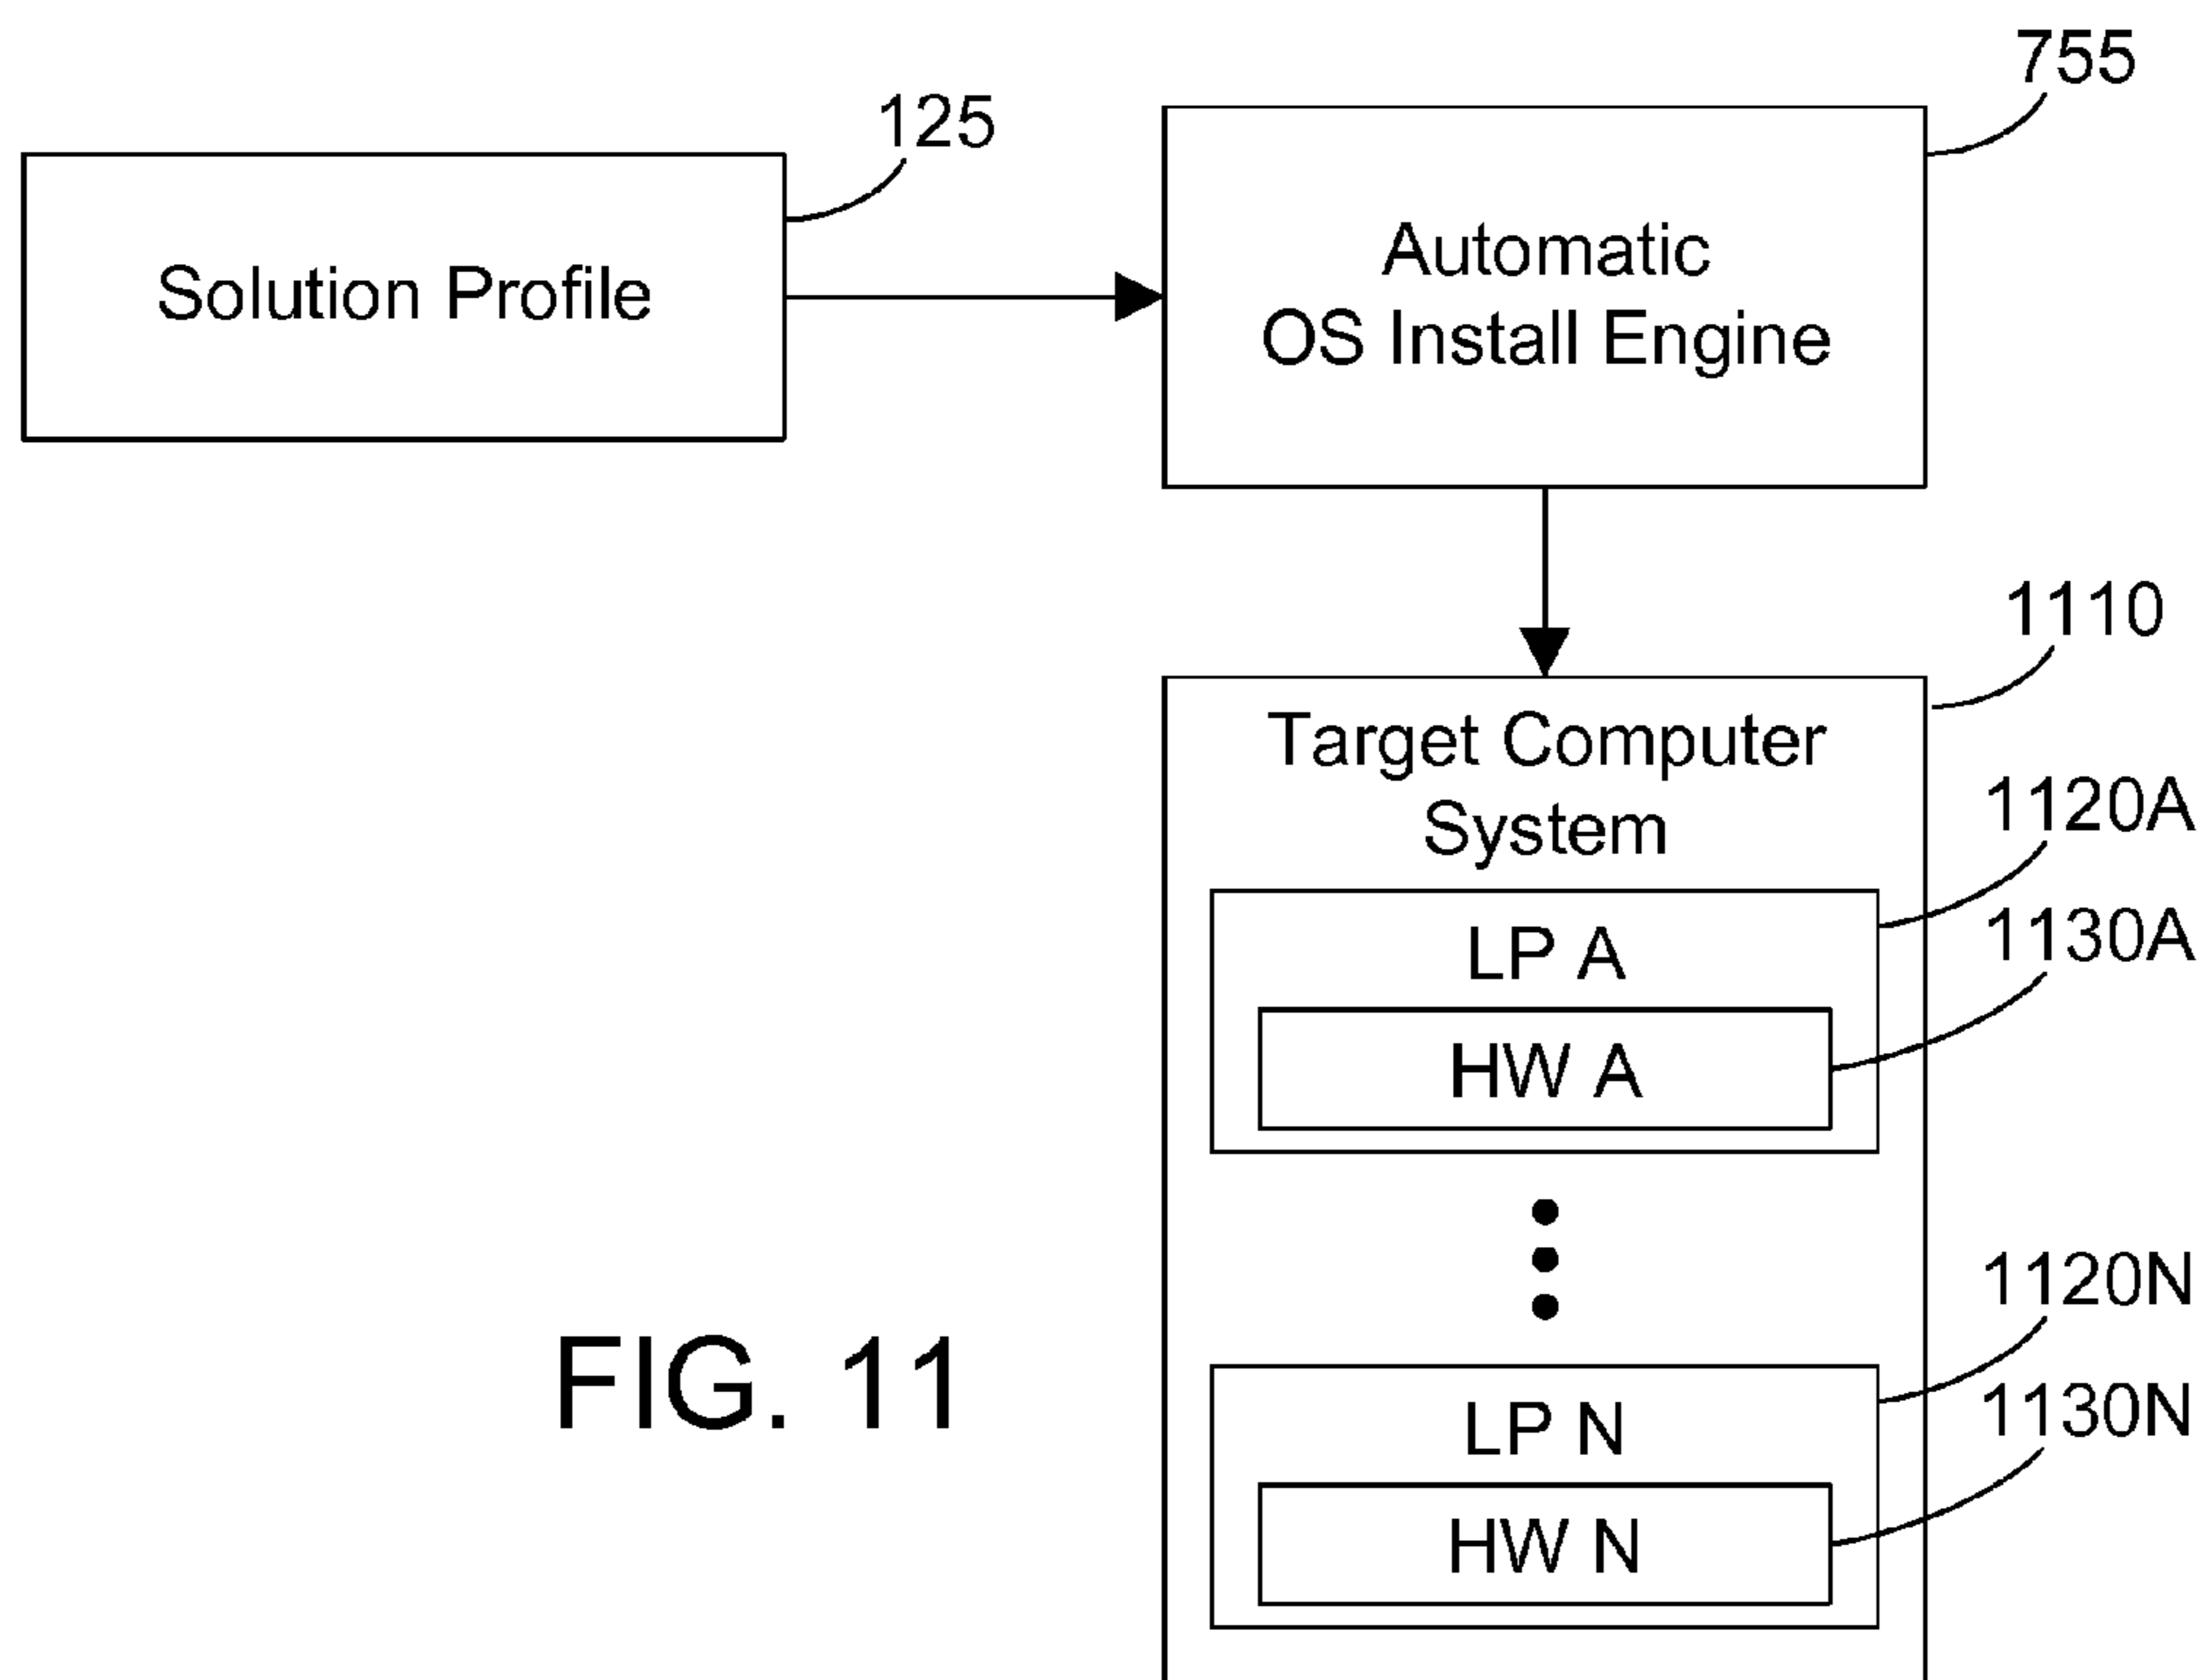 755
125
Solution Profile
Automatic
OS Install Engine
1110
Target Computer
System
1120A
1130A
LP A
HW A
1120N
1130N
LP N
HW N
FIG. 11